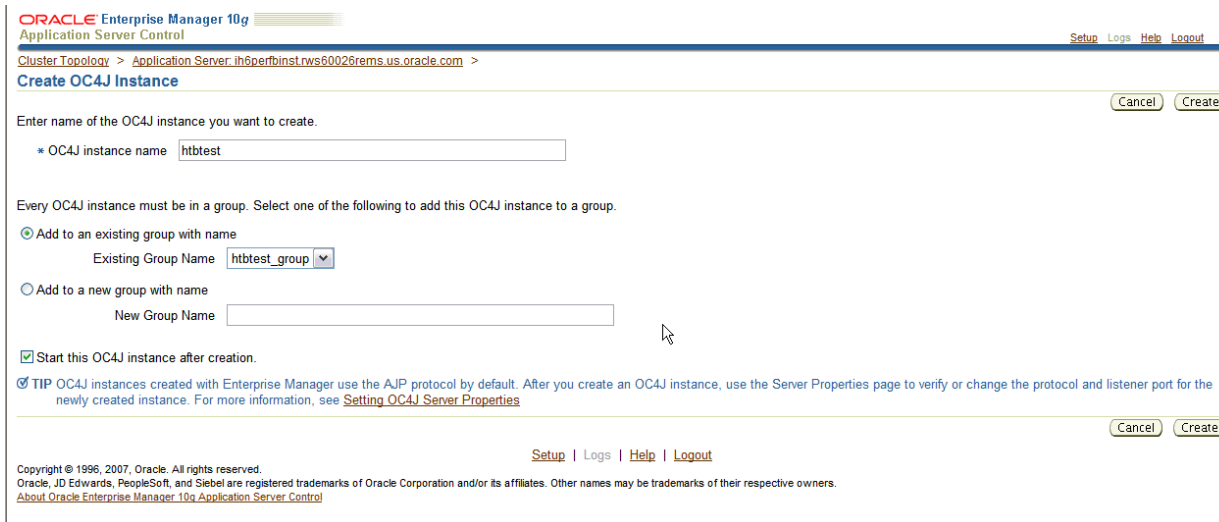 ORACLE Enterprise Manager 10g
Application Server Control
Setup Logs Help Logout
Cluster Topology > Application Server: ih6perfbinst.rws60026rems.us.oracle.com >
Create OC4J Instance
Cancel Create
Enter name of the OC4J instance you want to create.
* OC4J instance name htbtest
Every OC4J instance must be in a group. Select one of the following to add this OC4J instance to a group.
Add to an existing group with name
Existing Group Name htbtest_group
Add to a new group with name
New Group Name
Start this OC4J instance after creation.
TIP OC4J instances created with Enterprise Manager use the AJP protocol by default. After you create an OC4J instance, use the Server Properties page to verify or change the protocol and listener port for the
newly created instance. For more information, see Setting OC4J Server Properties
Cancel Create
Setup | Logs | Help | Logout
Copyright © 1996, 2007, Oracle. All rights reserved.
Oracle, JD Edwards, PeopleSoft, and Siebel are registered trademarks of Oracle Corporation and/or its affiliates. Other names may be trademarks of their respective owners.
About Oracle Enterprise Manager 10g Application Server Control